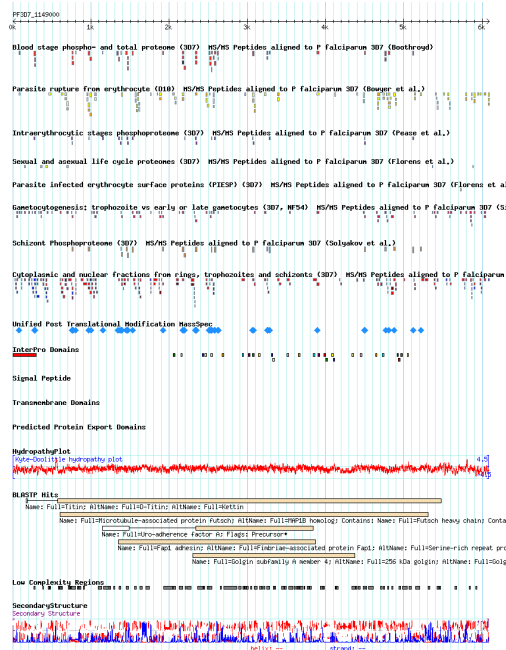 PF3D7_1149000
0k 1k 2k 3k 4k 5k 6k
Blood stage phospho- and total proteome (3D7) MS/MS Peptides aligned to P falciparum 3D7 (Boothroyd)
Parasite rupture from erythrocyte (D10) MS/MS Peptides aligned to P falciparum 3D7 (Bowyer et al.)
Intraerythrocytic stages phosphoproteome (3D7) MS/MS Peptides aligned to P falciparum 3D7 (Pease et al.)
Sexual and asexual life cycle proteomes (3D7) MS/MS Peptides aligned to P falciparum 3D7 (Florens et al.)
Parasite infected erythrocyte surface proteins (PIESP) (3D7) MS/MS Peptides aligned to P falciparum 3D7 (Florens et a
Gametocytogenesis: trophozoite vs early or late gametocytes (3D7, NF54) MS/MS Peptides aligned to P falciparum 3D7 (Si
Schizont Phosphoproteome (3D7) MS/MS Peptides aligned to P falciparum 3D7 (Solyakov et al.)
Cytoplasmic and nuclear fractions from rings, trophozoites and schizonts (3D7) MS/MS Peptides aligned to P falciparum
Unified Post Translational Modification MassSpec
InterPro Domains
Signal Peptide
Transmembrane Domains
Predicted Protein Export Domains
HydropathyPlot
Kyte-Doolittle hydropathy plot 4.5
BLASTP Hits
Name: Full=Titin; AltName: Full=D-Titin; AltName: Full=Kettin
Name: Full=Microtubule-associated protein futsch; AltName: Full=MAP1B homolog; Contains: Name: Full=Futsch heavy chain; Conta
Name: Full=Uro-adherence factor A; Flags: Precursor*
Name: Full=Fap1 adhesin; AltName: Full=Fimbriae-associated protein Fap1; AltName: Full=Serine-rich repeat pro
Name: Full=Golgin subfamily A member 4; AltName: Full=256 kDa golgin; AltName: Full=Golg
Low Complexity Regions
SecondaryStructure
Secondary Structure
helix: -- strand: --